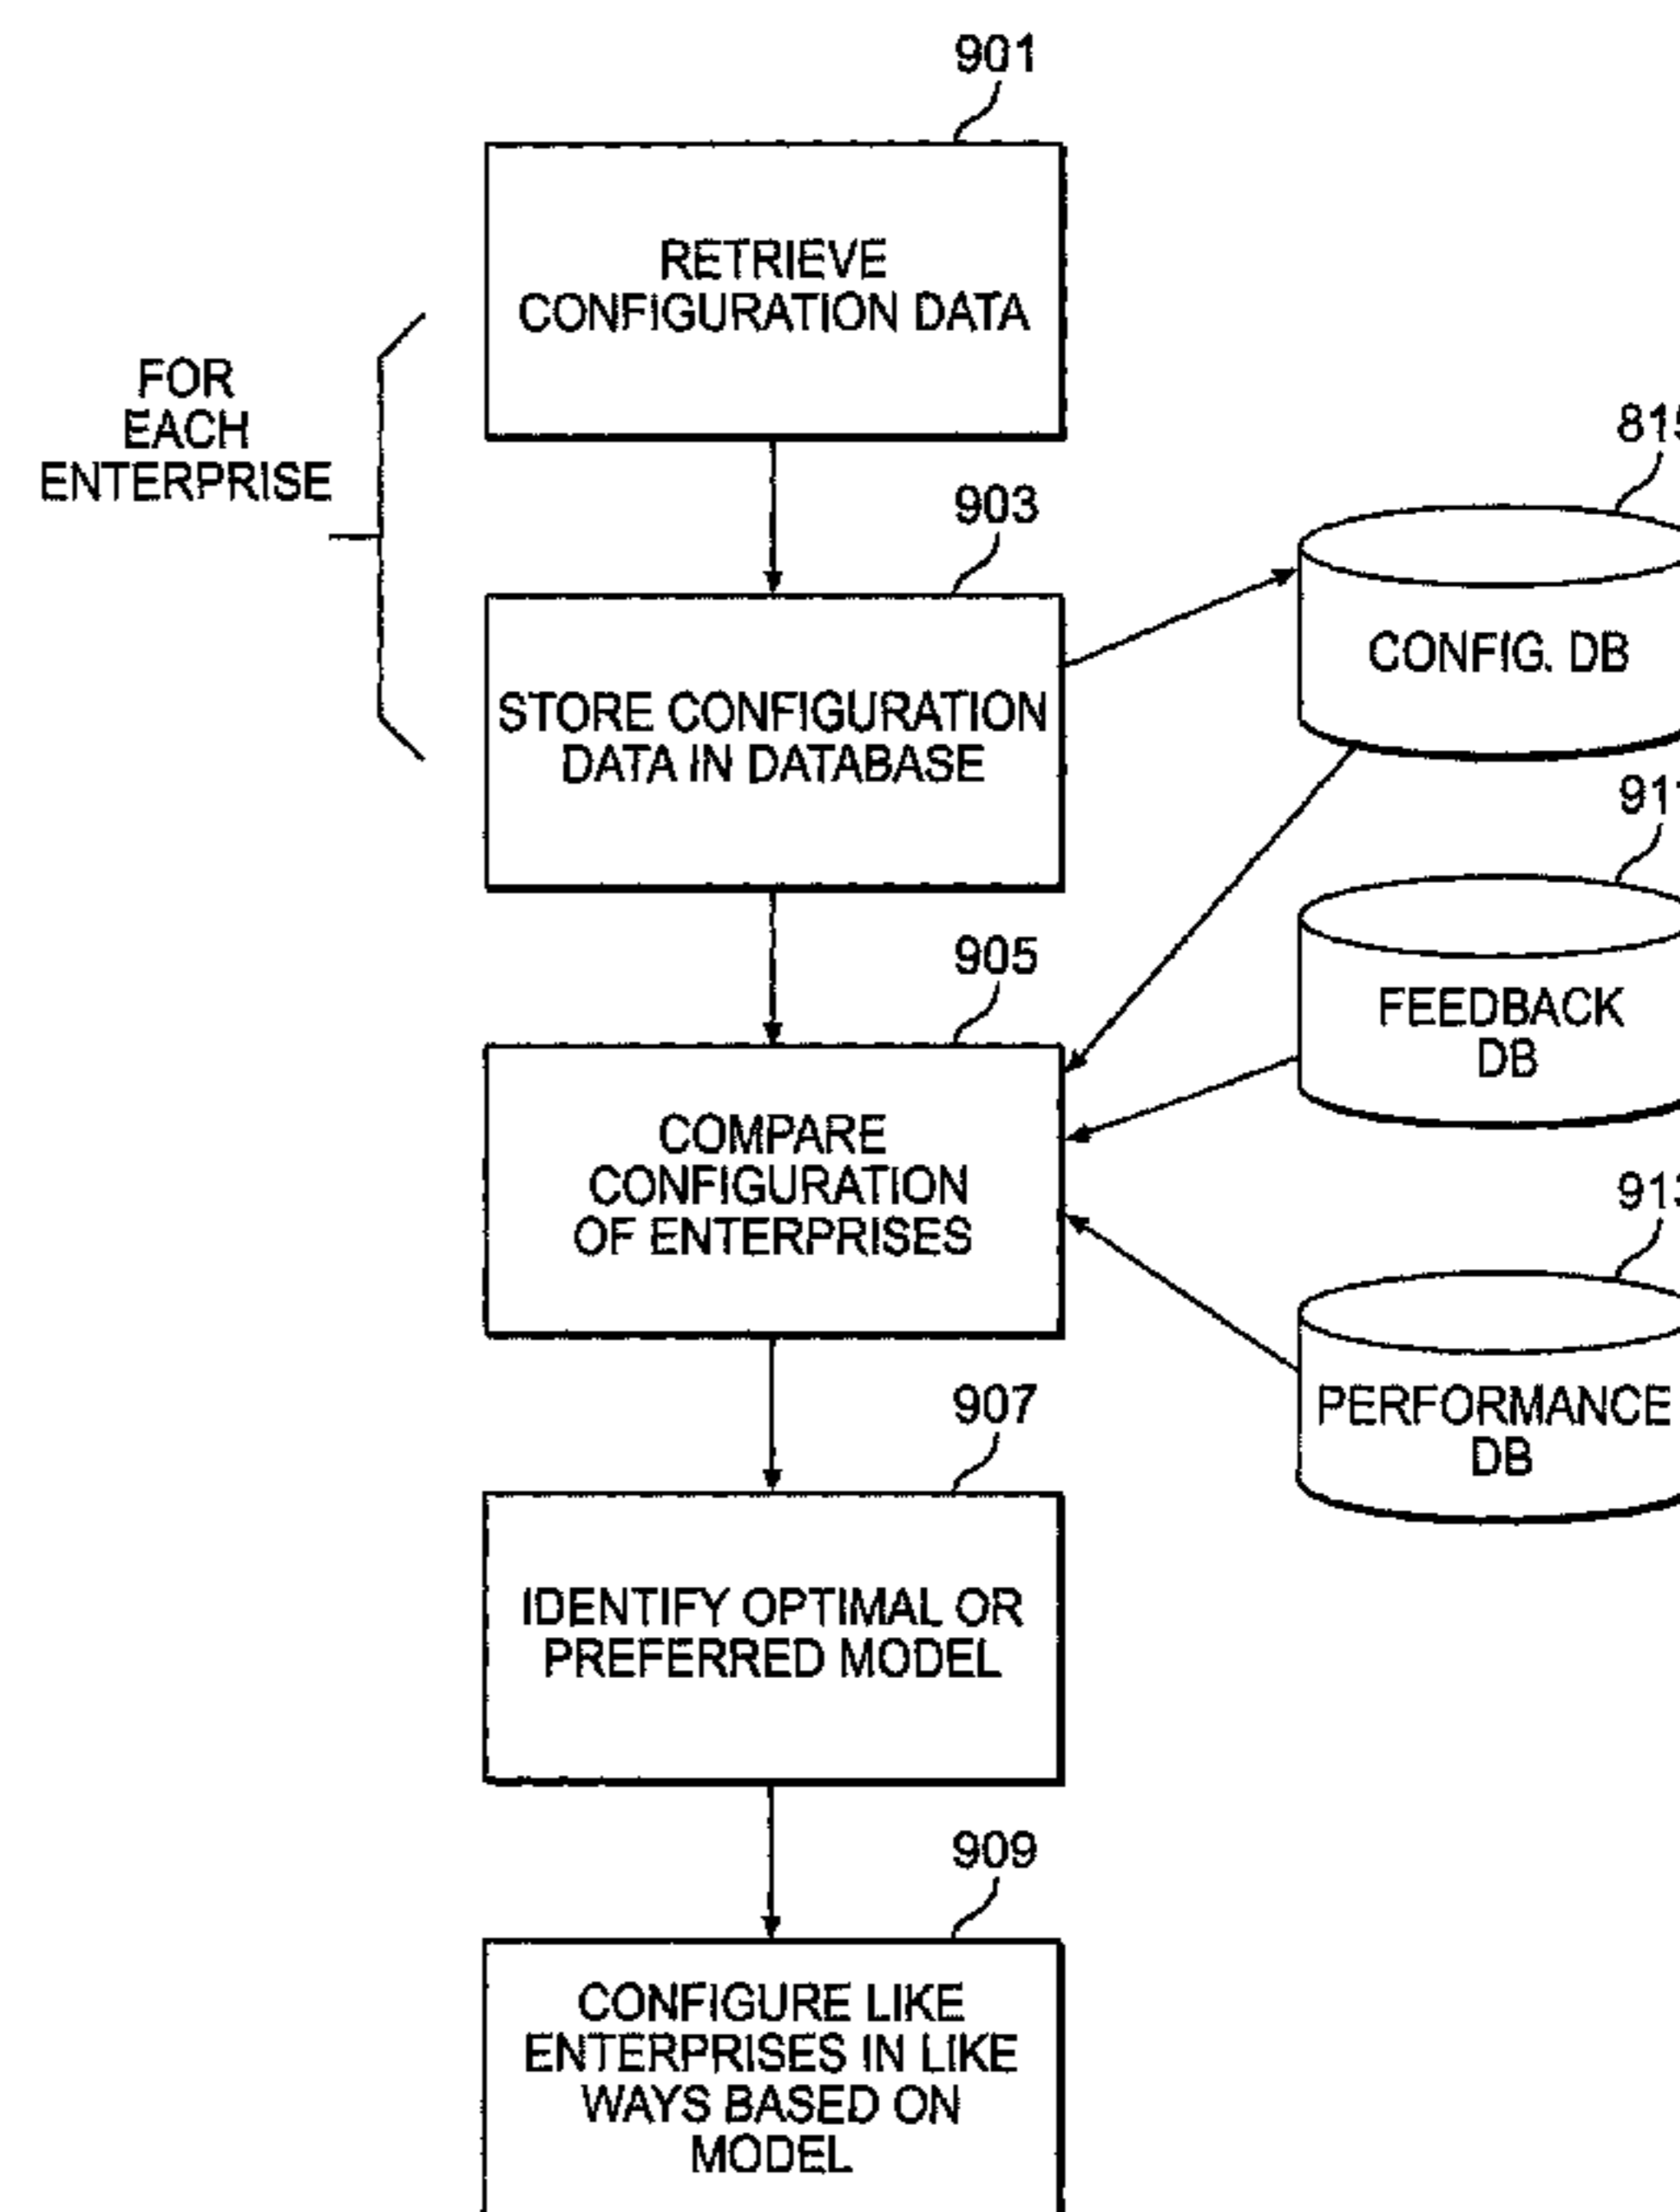 901
RETRIEVE
CONFIGURATION DATA
FOR
EACH
ENTERPRISE
903
STORE CONFIGURATION
DATA IN DATABASE
CONFIG. DB
905
COMPARE
CONFIGURATION
OF ENTERPRISES
FEEDBACK
DB
PERFORMANCE
DB
907
IDENTIFY OPTIMAL OR
PREFERRED MODEL
909
CONFIGURE LIKE
ENTERPRISES IN LIKE
WAYS BASED ON
MODEL